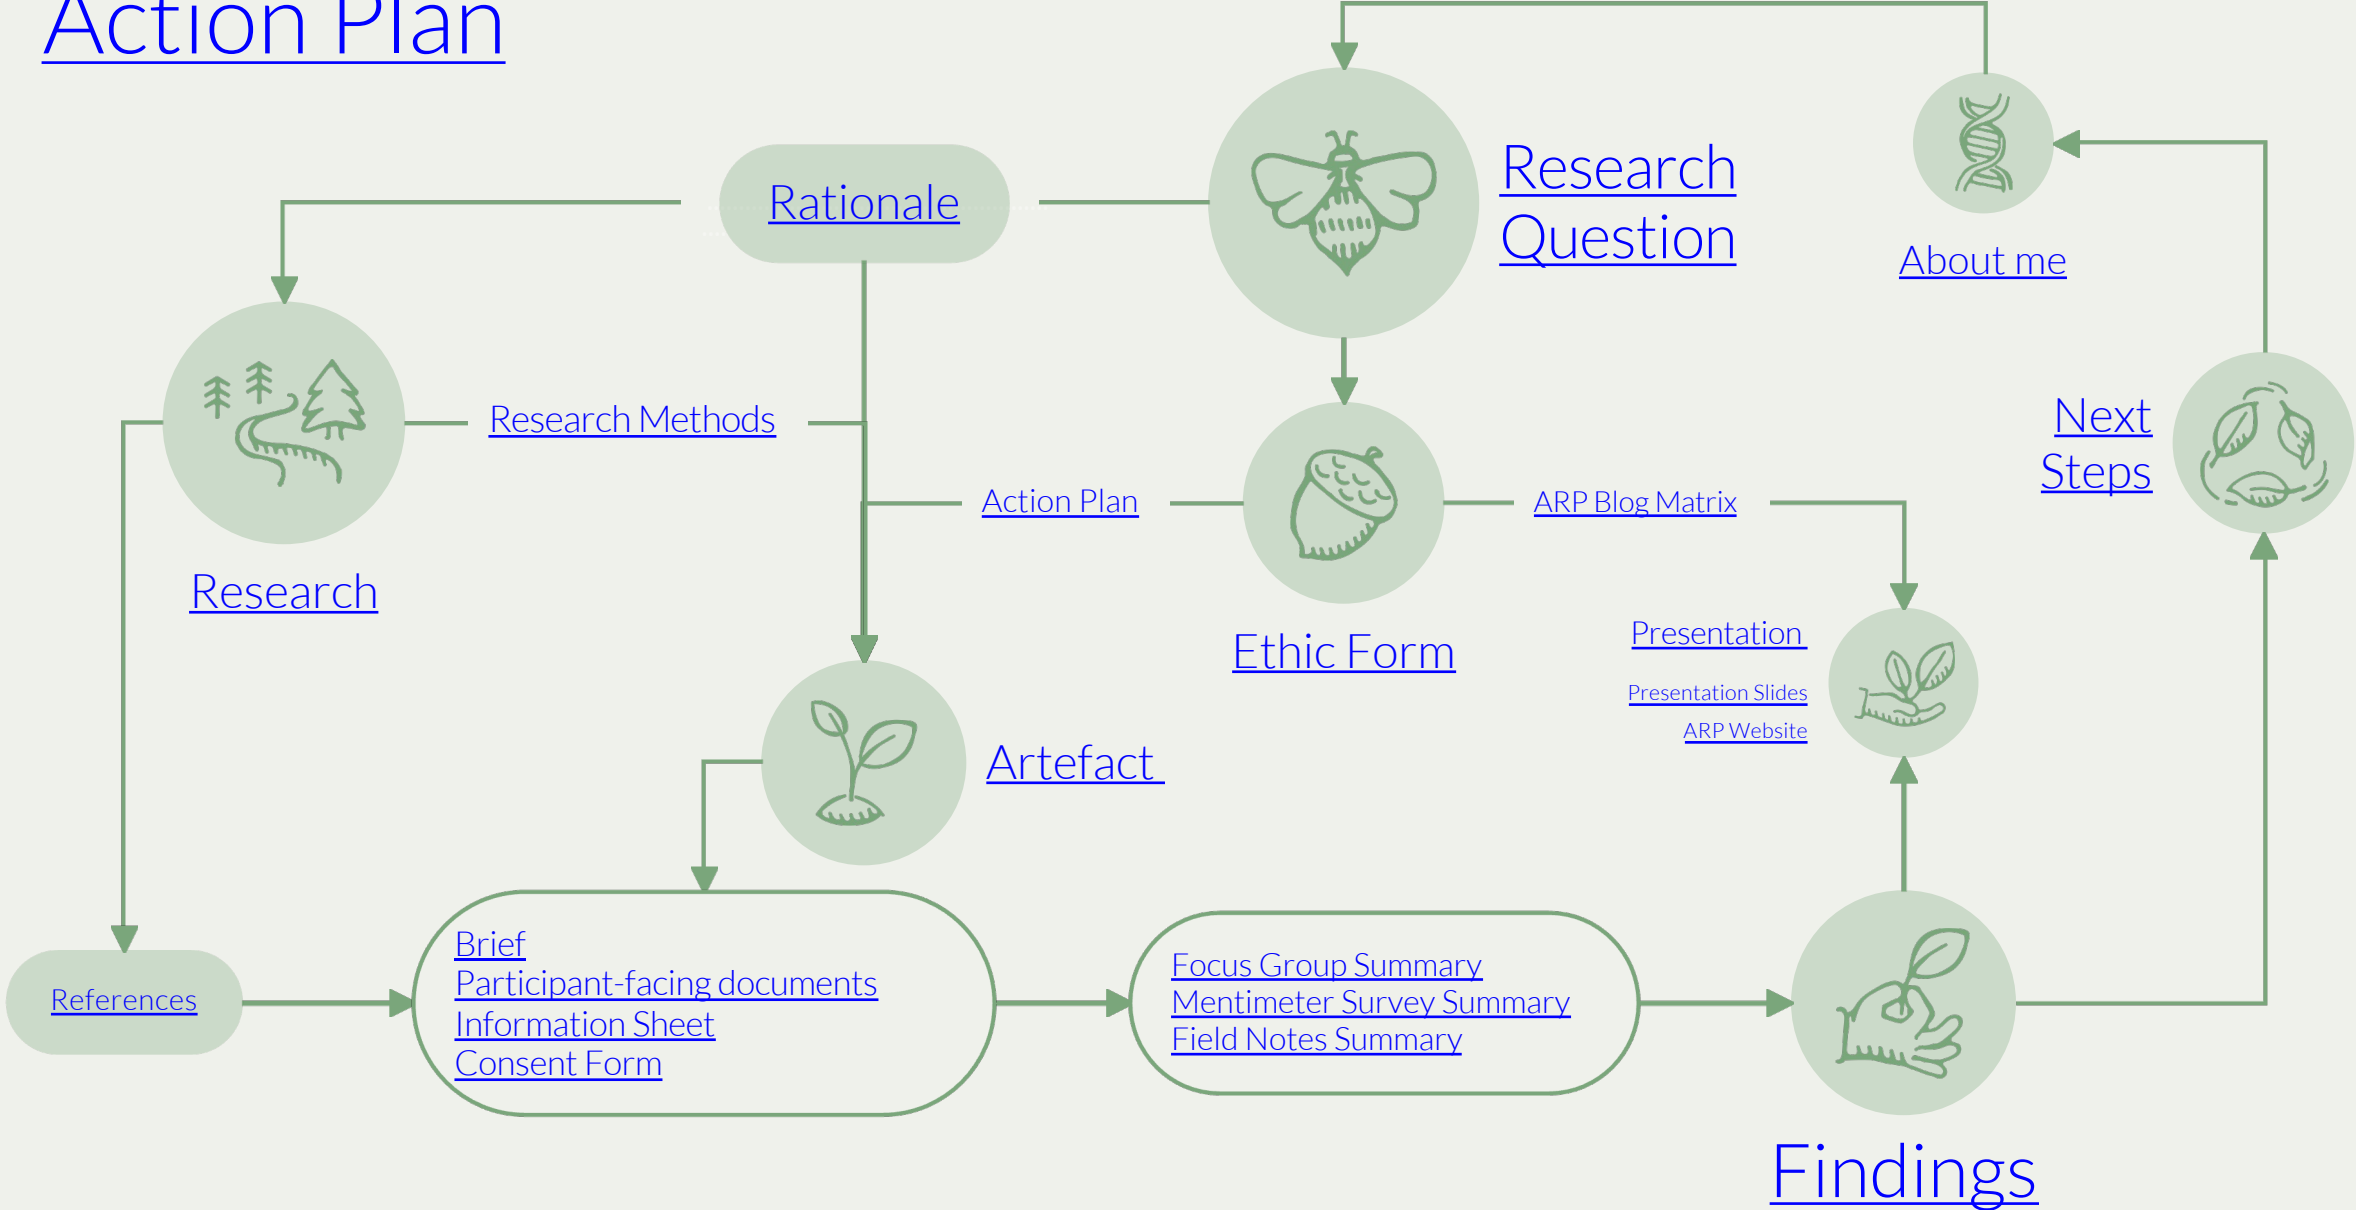 Action Plan
Rationale
Research
Question
About me
Research Methods
Next
Steps
Action Plan
ARP Blog Matrix
Research
Ethic Form
Presentation
Presentation Slides
ARP Website
Artefact
References
Brief
Participant-facing documents
Information Sheet
Consent Form
Focus Group Summary
Mentimeter Survey Summary
Field Notes Summary
Findings